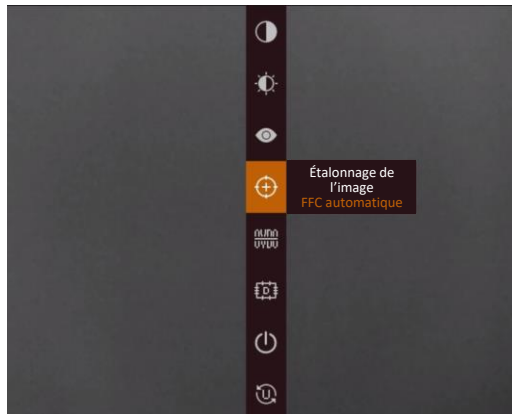 Étalonnage de
l’image
FFC automatique
D
U